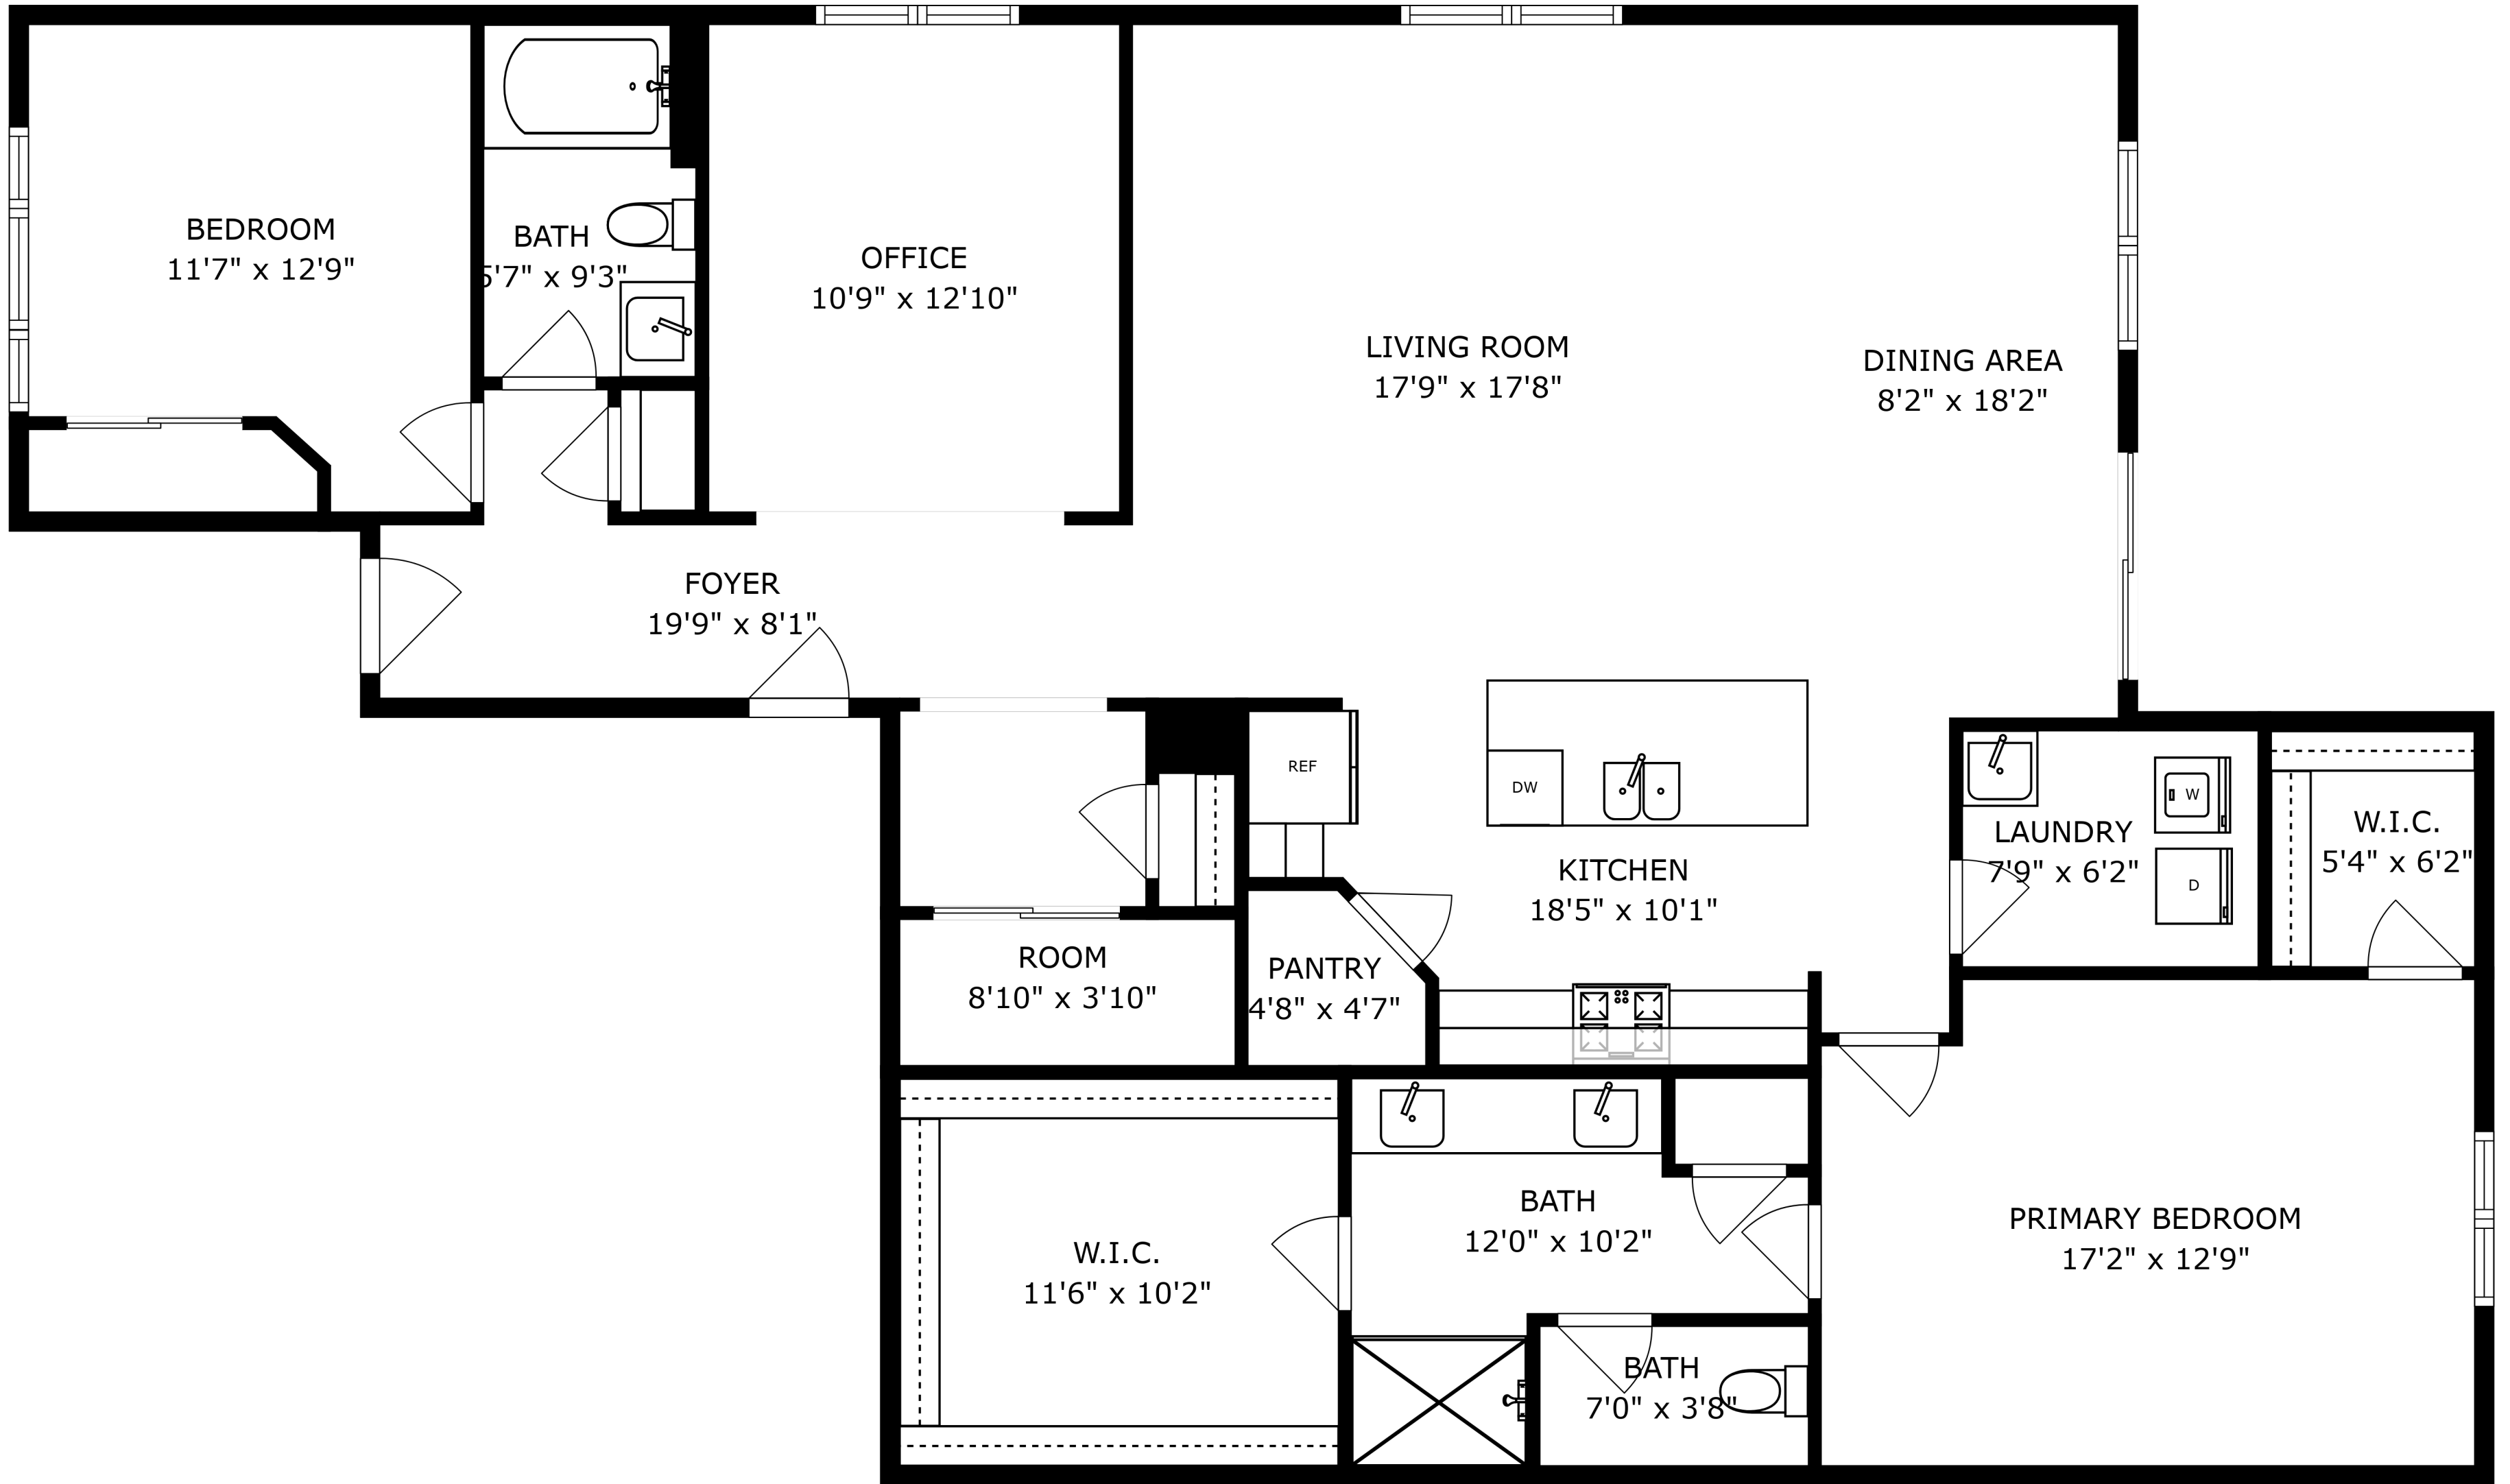 BEDROOM
11'7" x 12'9"
BATH
5'7" x 9'3"
OFFICE
10'9" x 12'10"
LIVING ROOM
17'9" x 17'8"
DINING AREA
8'2" x 18'2"
FOYER
19'9" x 8'1"
REF
DW
KITCHEN
18'5" x 10'1"
LAUNDRY
7'9" x 6'2"
W
D
W.I.C.
5'4" x 6'2"
ROOM
8'10" x 3'10"
PANTRY
4'8" x 4'7"
W.I.C.
11'6" x 10'2"
BATH
12'0" x 10'2"
PRIMARY BEDROOM
17'2" x 12'9"
BATH
7'0" x 3'8"